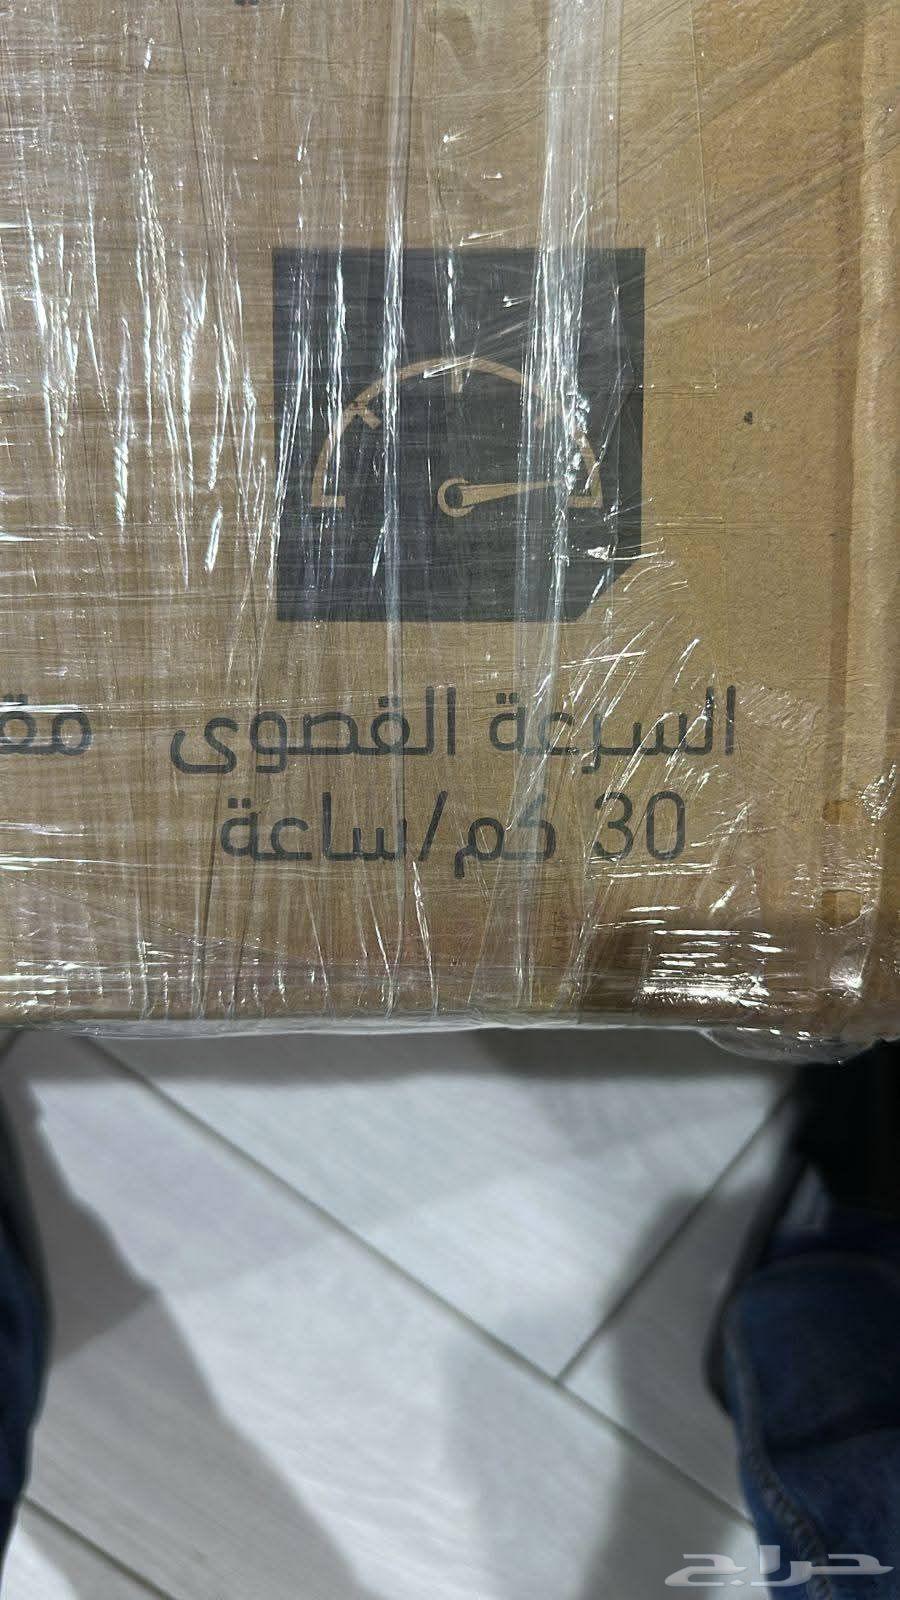 السرعة القصوى
30 كم/ساعة
حراج